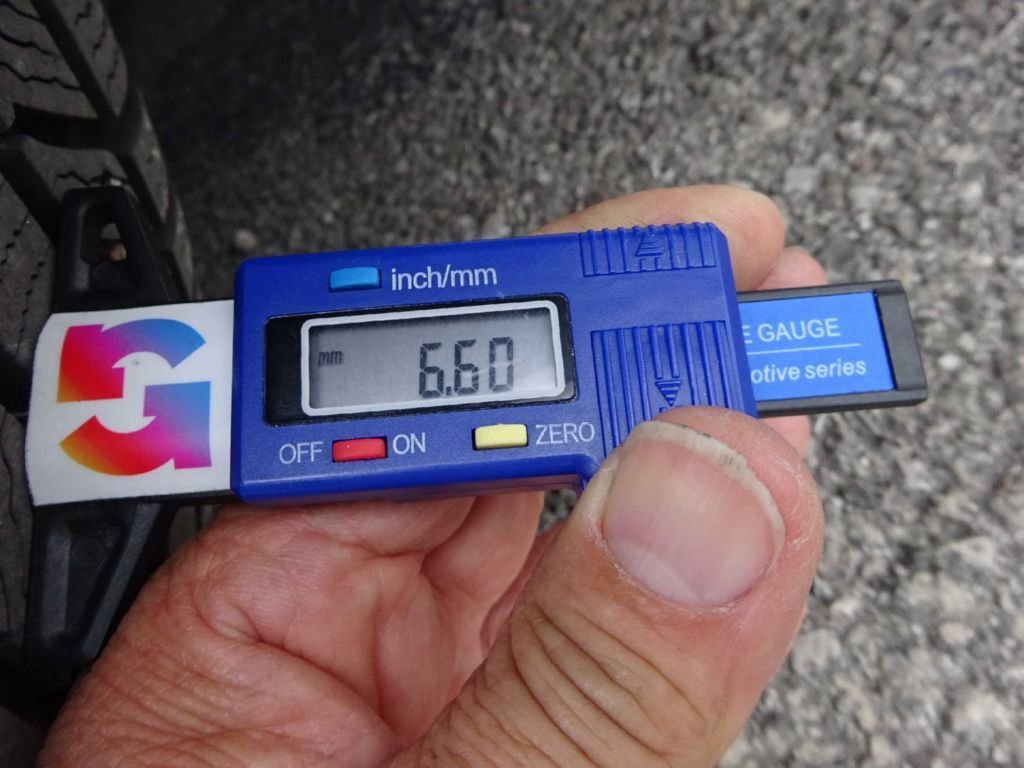 inch/mm
mm 6.60
OFF ON ZERO
E GAUGE
otive series